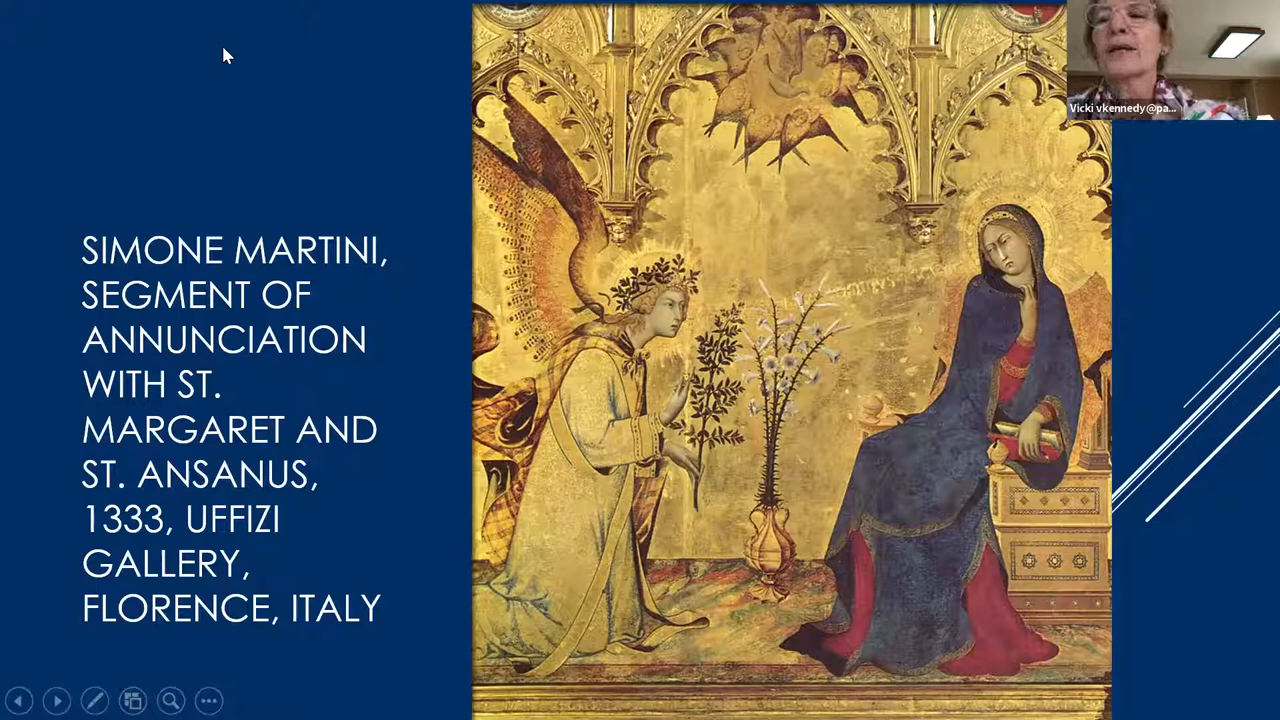 Vicki vkennedy@pa...
SIMONE MARTINI,
SEGMENT OF
ANNUNCIATION
WITH ST.
MARGARET AND
ST. ANSANUS,
1333, UFFIZI
GALLERY,
FLORENCE, ITALY